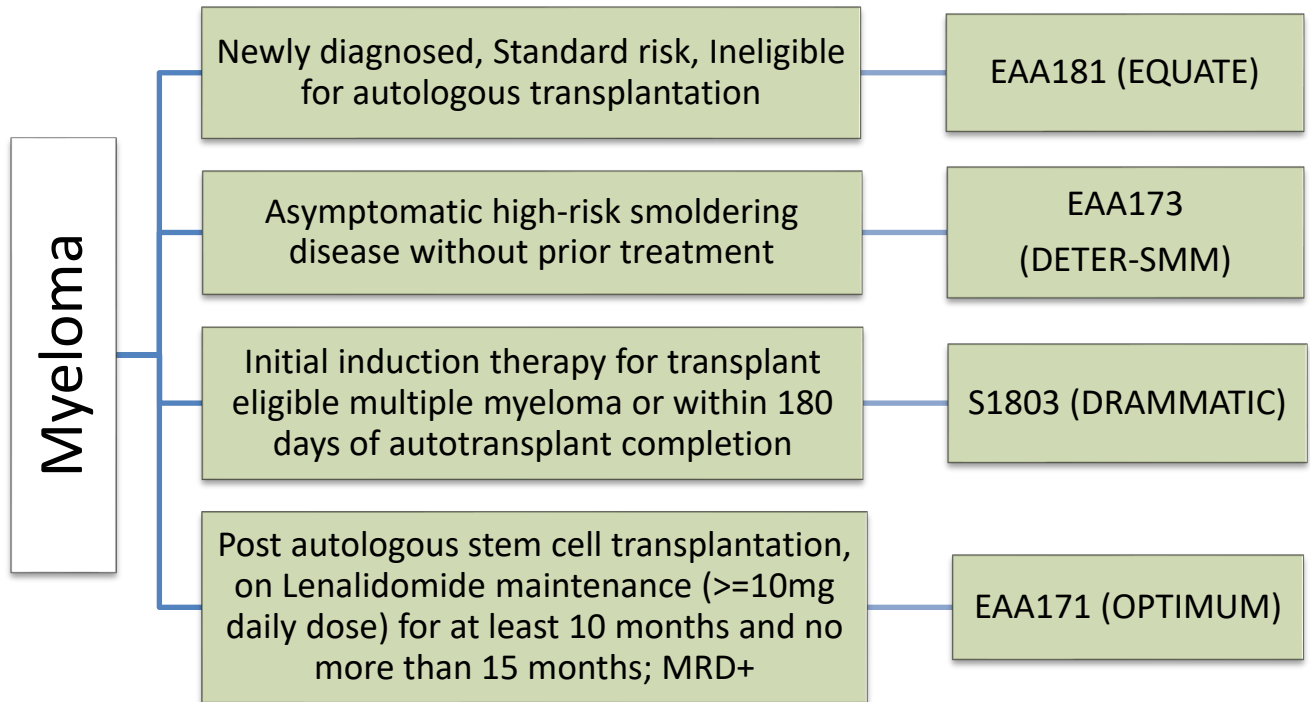 Myeloma
Newly diagnosed, Standard risk, Ineligible
for autologous transplantation
EAA181 (EQUATE)
Asymptomatic high-risk smoldering
disease without prior treatment
EAA173
(DETER-SMM)
Initial induction therapy for transplant
eligible multiple myeloma or within 180
days of autotransplant completion
S1803 (DRAMMATIC)
Post autologous stem cell transplantation,
on Lenalidomide maintenance (>=10mg
daily dose) for at least 10 months and no
more than 15 months; MRD+
EAA171 (OPTIMUM)